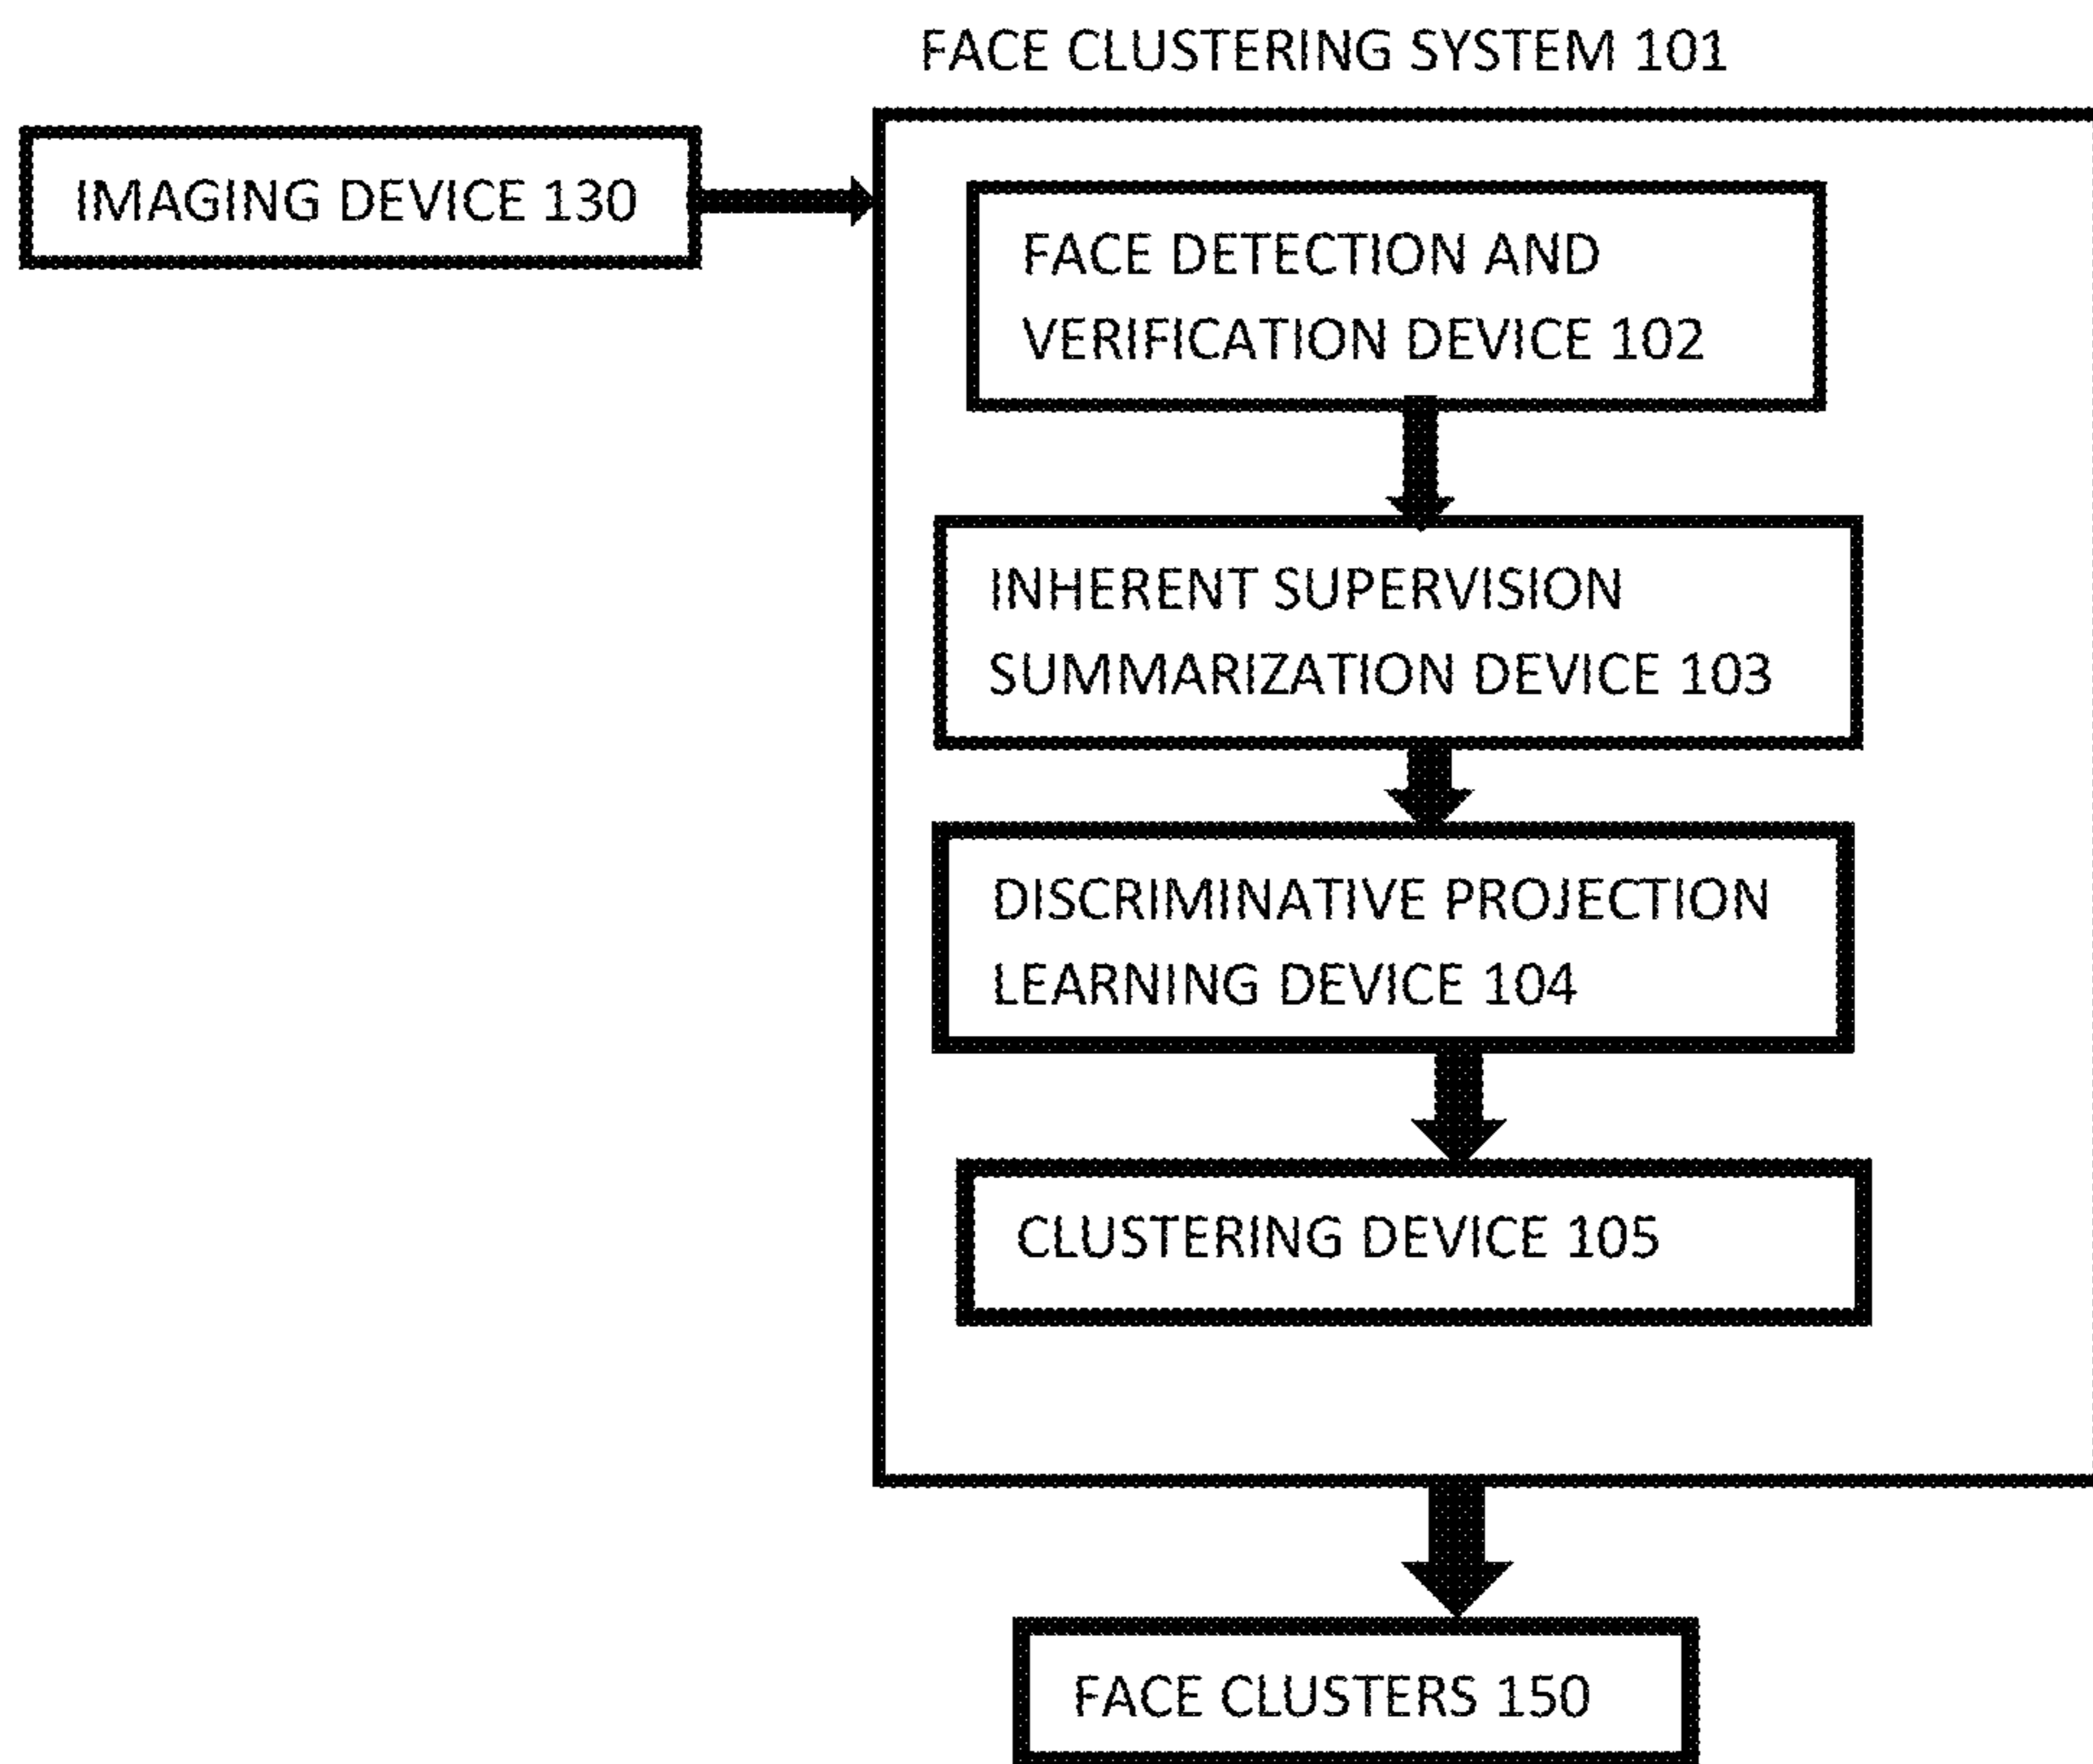 FACE CLUSTERING SYSTEM 101
IMAGING DEVICE 130
FACE DETECTION AND
VERIFICATION DEVICE 102
INHERENT SUPERVISION
SUMMARIZATION DEVICE 103
DISCRIMINATIVE PROJECTION
LEARNING DEVICE 104
CLUSTERING DEVICE 105
FACE CLUSTERS 150